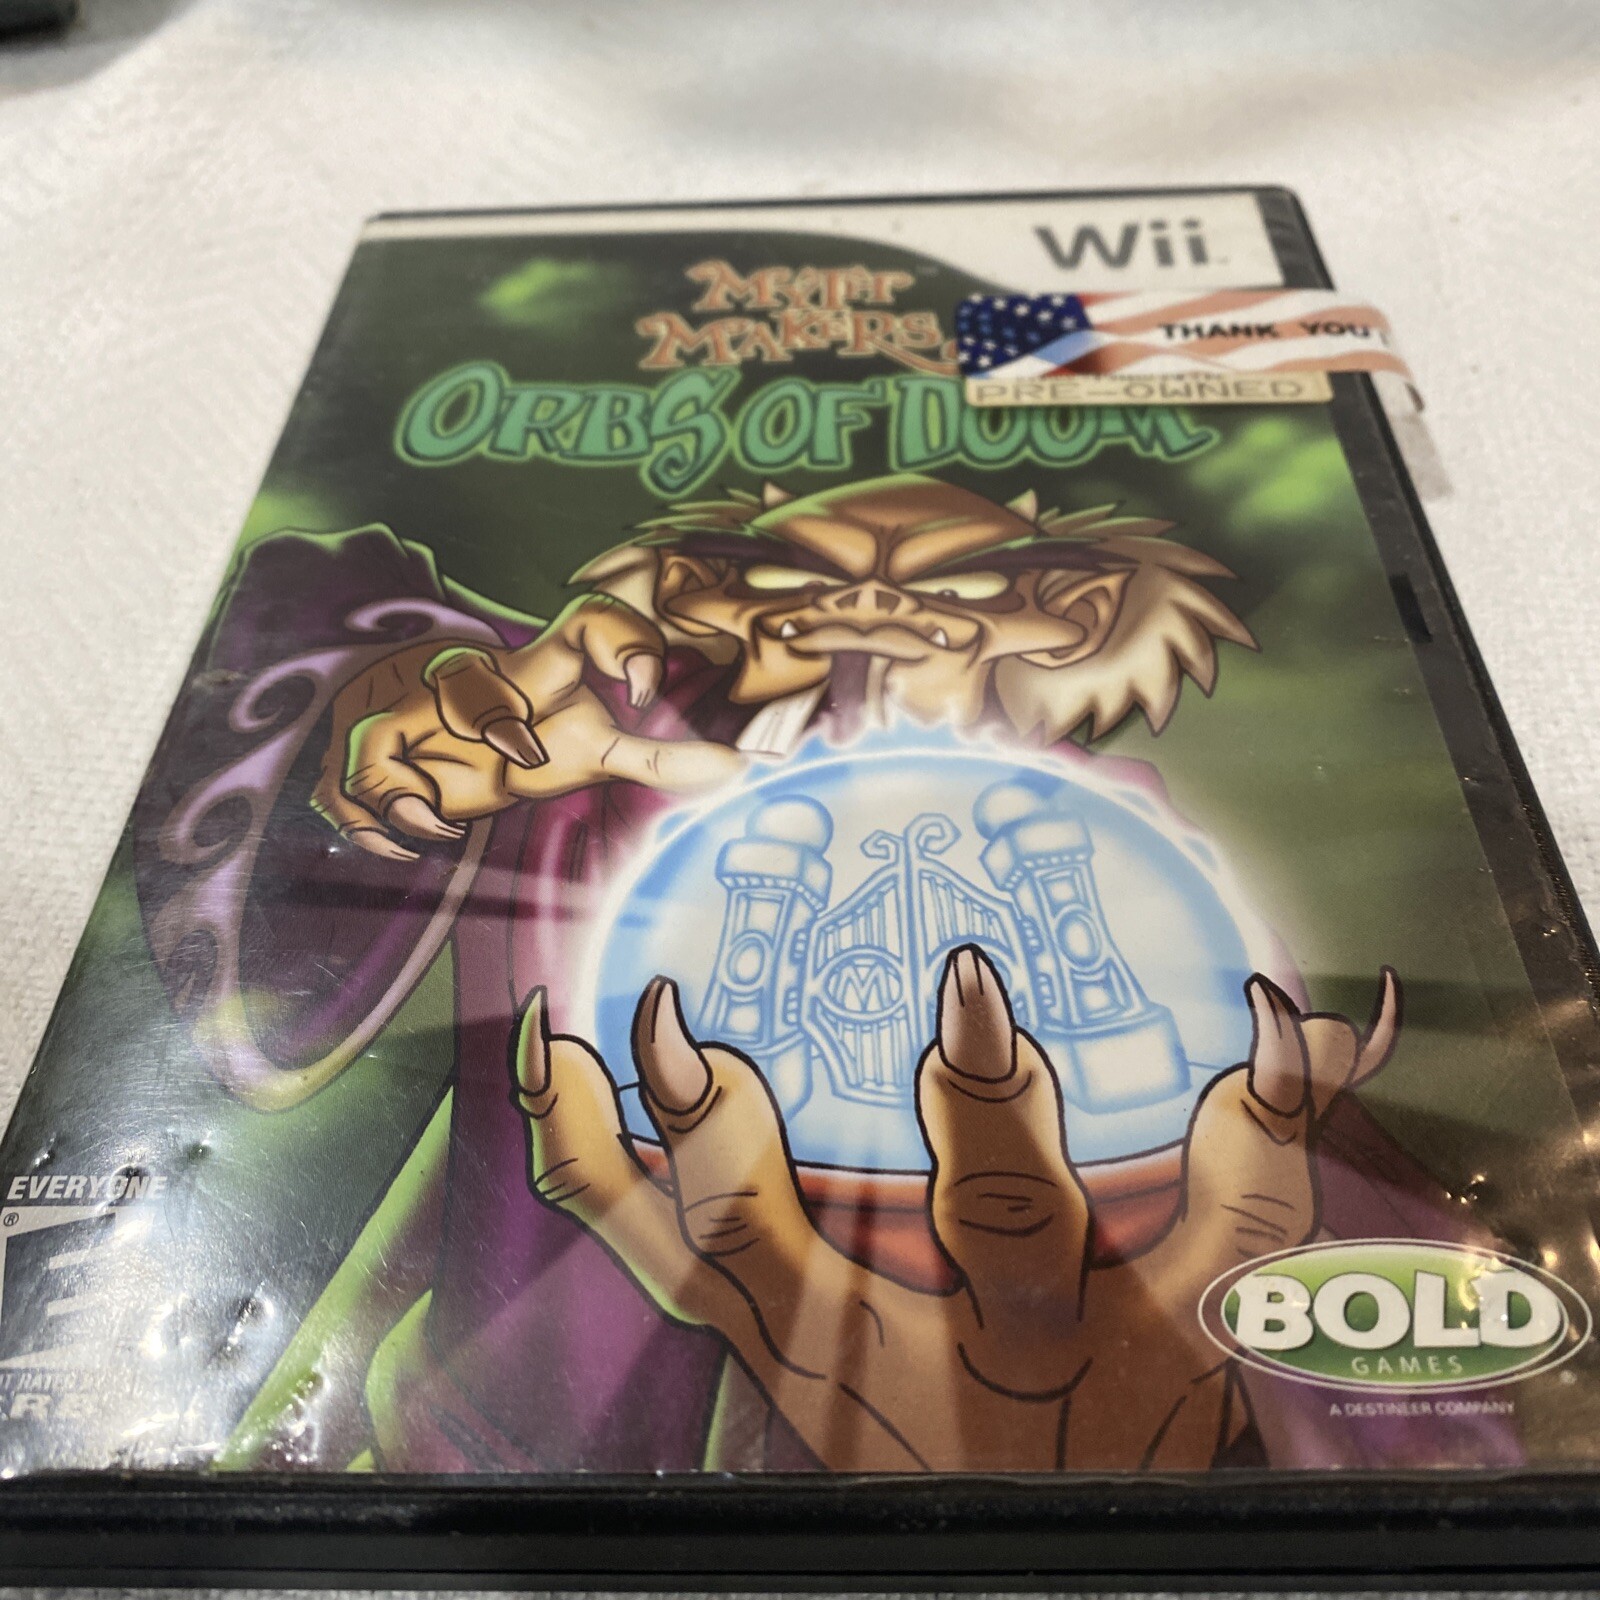 Wii
MYTH
MAKERS
THANK YOU
PRE-OWNED
ORBS OF DOOM
M
EVERYONE
BOLD
GAMES
A DESTINEER COMPANY